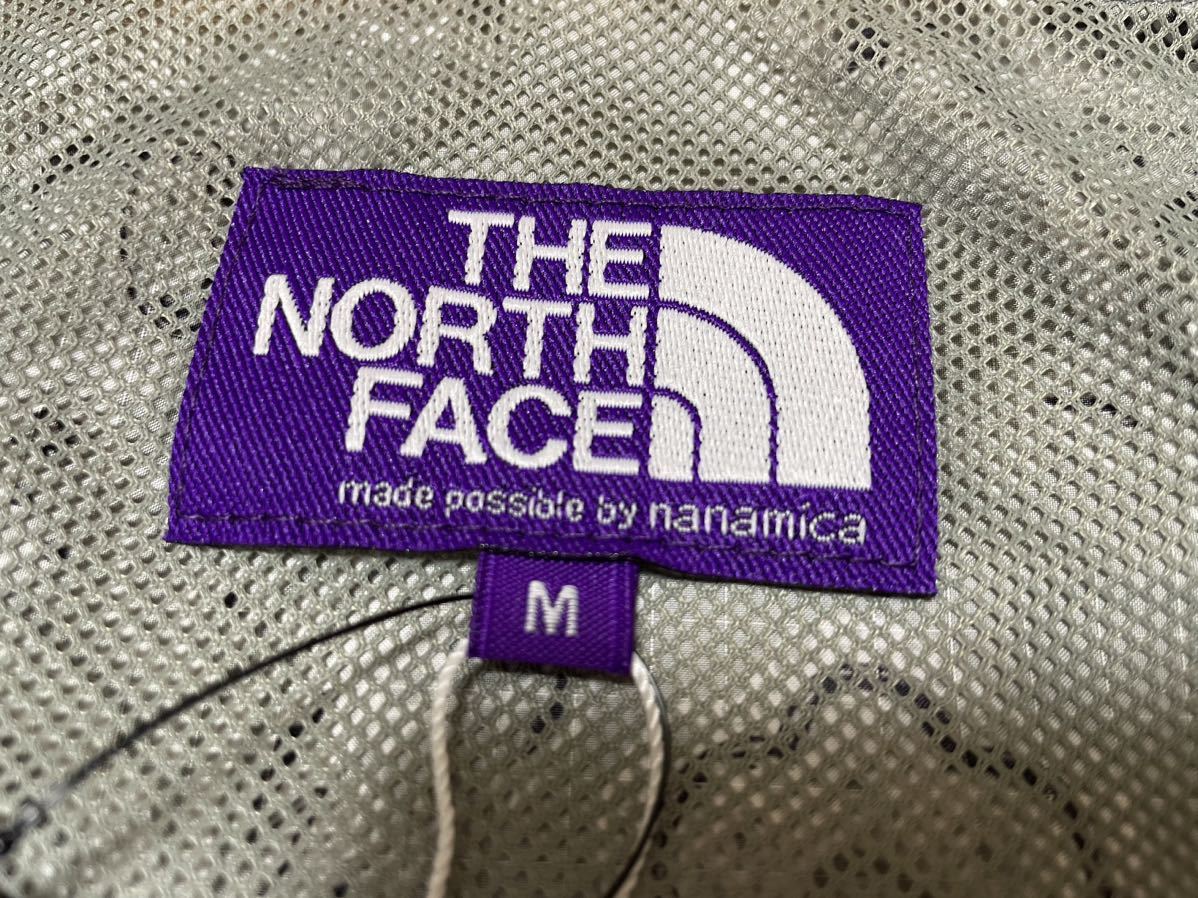 THE
NORTH
FACE
made possible by nanamica
M